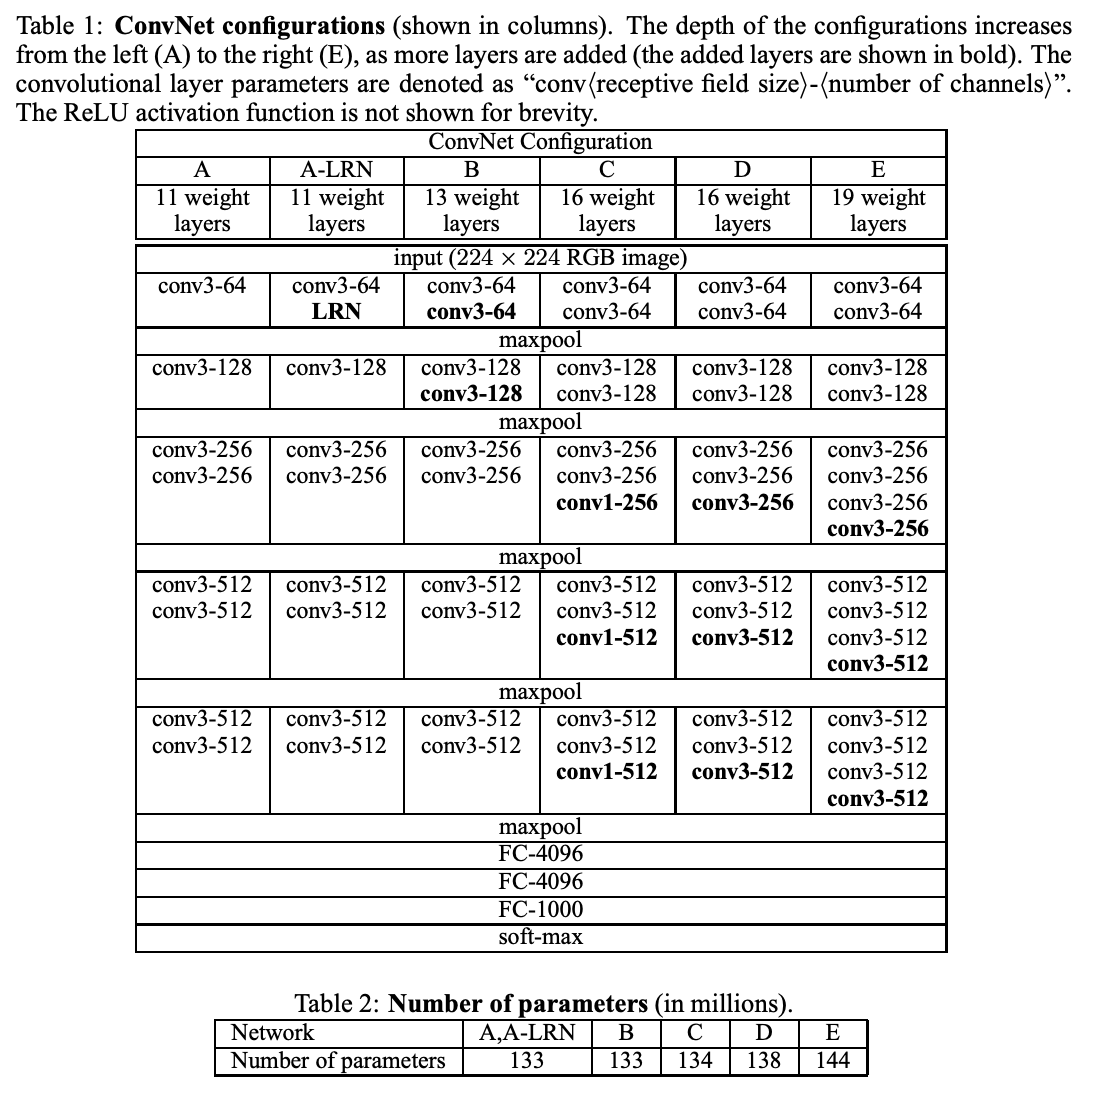 Table 1: ConvNet configurations (shown in columns). The depth of the configurations increases
from the left (A) to the right (E), as more layers are added (the added layers are shown in bold). The
convolutional layer parameters are denoted as “conv⟨receptive field size⟩-⟨number of channels⟩”.
The ReLU activation function is not shown for brevity.
ConvNet Configuration
A A-LRN B C D E
11 weight 11 weight 13 weight 16 weight 16 weight 19 weight
layers layers layers layers layers layers
input (224 × 224 RGB image)
conv3-64 conv3-64 conv3-64 conv3-64 conv3-64 conv3-64
LRN conv3-64 conv3-64 conv3-64 conv3-64
maxpool
conv3-128 conv3-128 conv3-128 conv3-128 conv3-128 conv3-128
conv3-128 conv3-128 conv3-128 conv3-128
maxpool
conv3-256 conv3-256 conv3-256 conv3-256 conv3-256 conv3-256
conv3-256 conv3-256 conv3-256 conv3-256 conv3-256 conv3-256
conv1-256 conv3-256 conv3-256
conv3-256
maxpool
conv3-512 conv3-512 conv3-512 conv3-512 conv3-512 conv3-512
conv3-512 conv3-512 conv3-512 conv3-512 conv3-512 conv3-512
conv1-512 conv3-512 conv3-512
conv3-512
maxpool
conv3-512 conv3-512 conv3-512 conv3-512 conv3-512 conv3-512
conv3-512 conv3-512 conv3-512 conv3-512 conv3-512 conv3-512
conv1-512 conv3-512 conv3-512
conv3-512
maxpool
FC-4096
FC-4096
FC-1000
soft-max
Table 2: Number of parameters (in millions).
Network A,A-LRN B C D E
Number of parameters 133 133 134 138 144